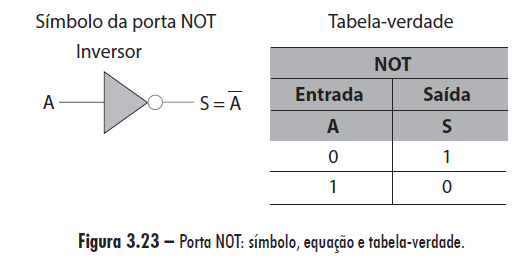 Símbolo da porta NOT
Inversor
A
S = A̅
Tabela-verdade
NOT
Entrada Saída
A S
0 1
1 0
Figura 3.23 – Porta NOT: símbolo, equação e tabela-verdade.